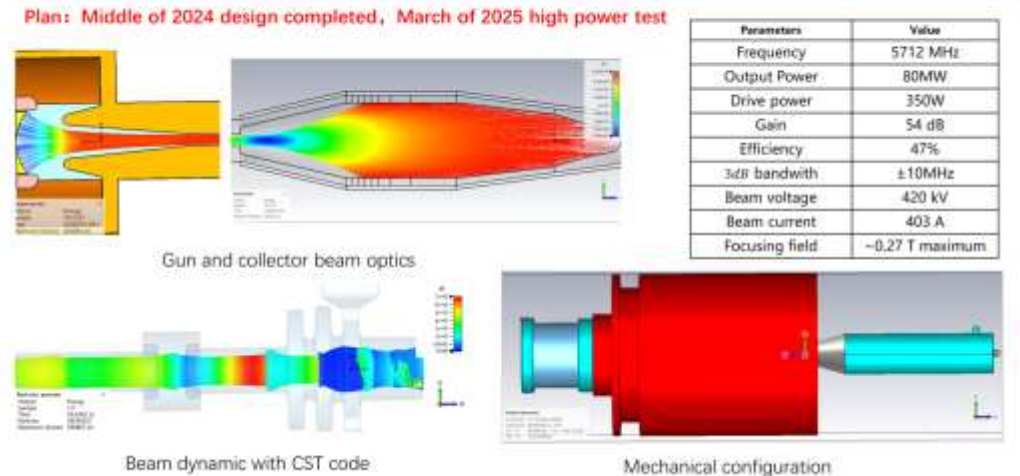 Plan: Middle of 2024 design completed, March of 2025 high power test
Parameters Value
Frequency 5712 MHz
Output Power 80MW
Drive power 350W
Gain 54 dB
Efficiency 47%
3dB bandwith ±10MHz
Beam voltage 420 kV
Beam current 403 A
Focusing field ~0.27 T maximum
Gun and collector beam optics
Beam dynamic with CST code
Mechanical configuration